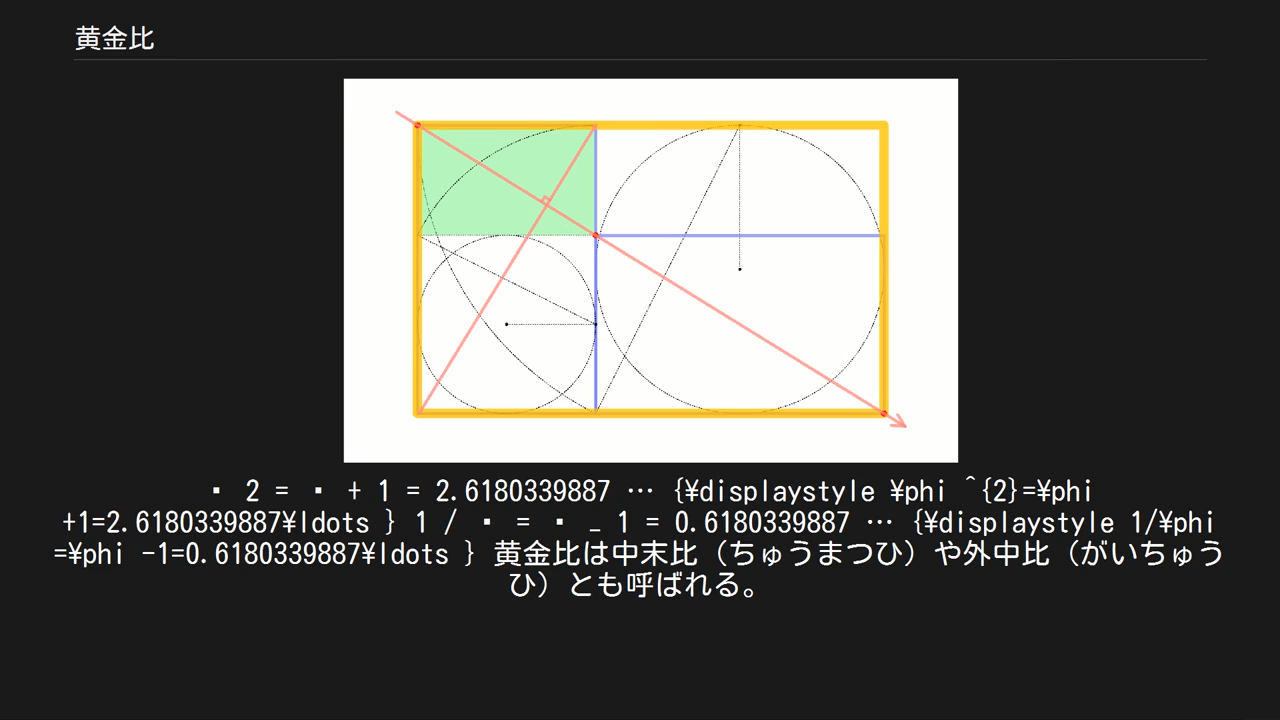 黄金比
▪ 2 = ▪ + 1 = 2.6180339887 … {¥displaystyle ¥phi ^{2}=¥phi
+1=2.6180339887¥ldots } 1 / ▪ = ▪ − 1 = 0.6180339887 … {¥displaystyle 1/¥phi
=¥phi -1=0.6180339887¥ldots } 黄金比は中末比（ちゅうまつひ）や外中比（がいちゅう
ひ）とも呼ばれる。